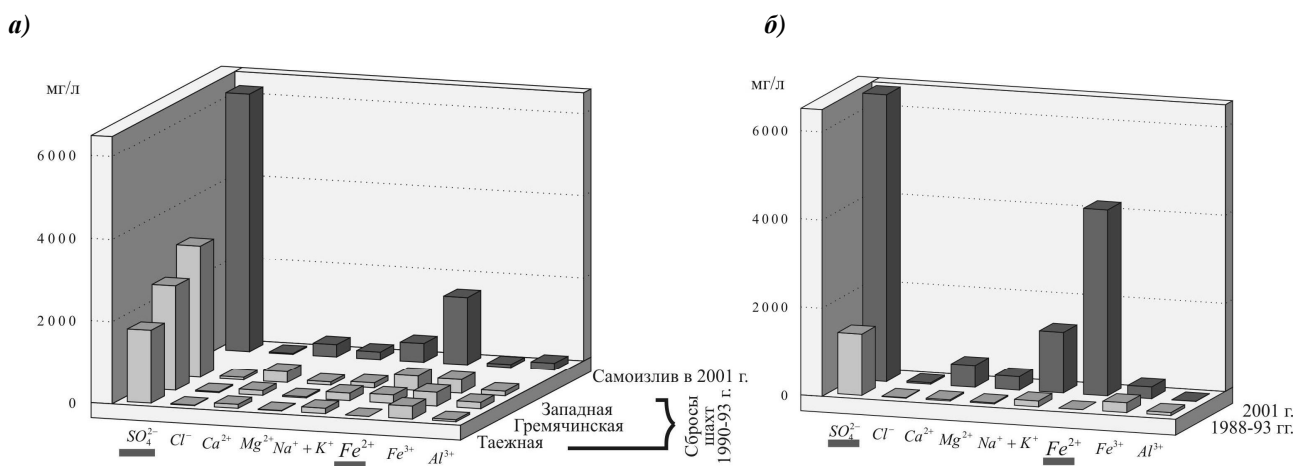 а)
мг/л
6000
4000
2000
0
SO₄²⁻ Cl⁻ Ca²⁺ Mg²⁺ Na⁺ + K⁺ Fe²⁺ Fe³⁺ Al³⁺
Самоизлив в 2001 г.
Западная
Гремячинская
Таежная
Сбросы
шахт
1990-93 г.
б)
мг/л
6000
4000
2000
0
SO₄²⁻ Cl⁻ Ca²⁺ Mg²⁺ Na⁺ + K⁺ Fe²⁺ Fe³⁺ Al³⁺
2001 г.
1988-93 гг.